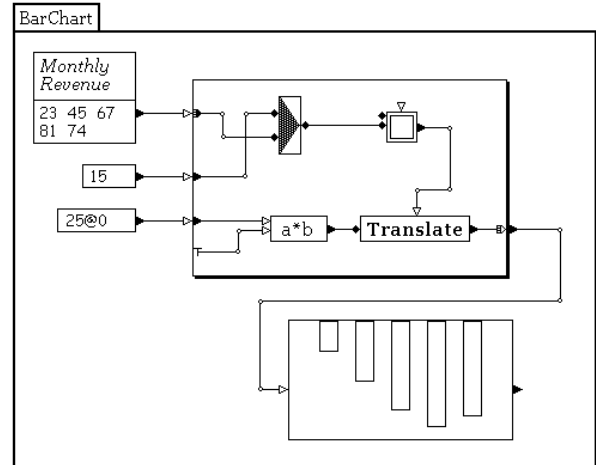 BarChart
Monthly
Revenue
23 45 67
81 74
15
25@0
a*b
Translate